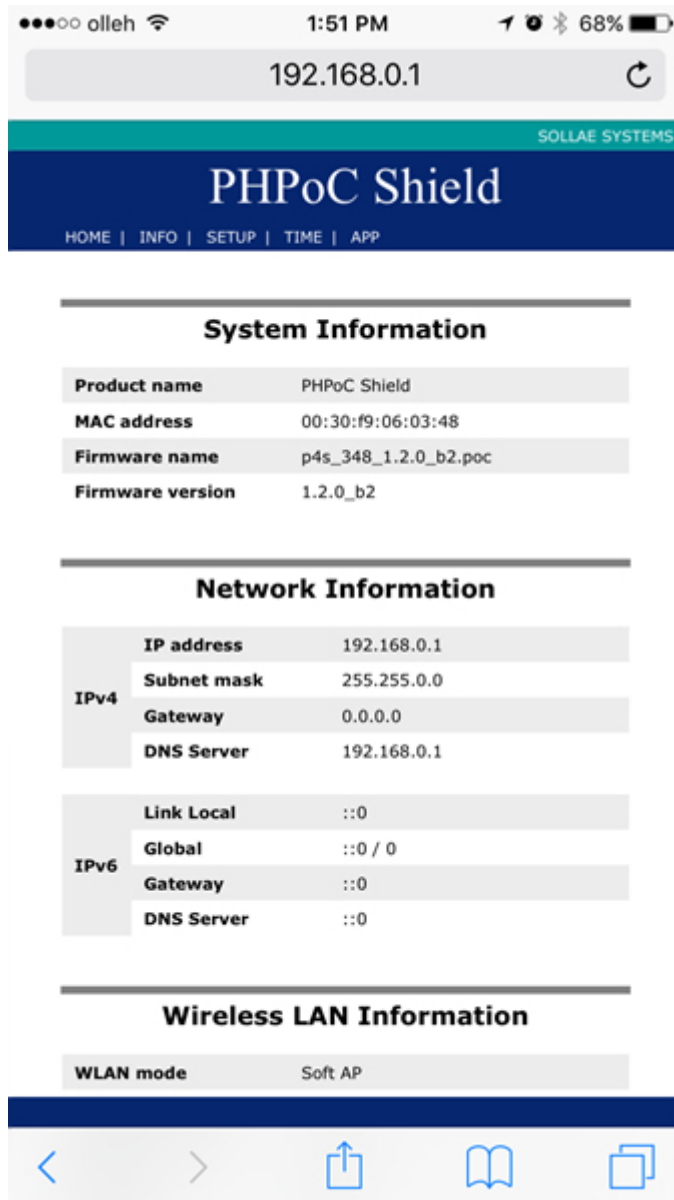 olleh 1:51 PM 68%
192.168.0.1
SOLLAE SYSTEMS
PHPoC Shield
HOME | INFO | SETUP | TIME | APP
System Information
Product name PHPoC Shield
MAC address 00:30:f9:06:03:48
Firmware name p4s_348_1.2.0_b2.poc
Firmware version 1.2.0_b2
Network Information
IPv4
IP address 192.168.0.1
Subnet mask 255.255.0.0
Gateway 0.0.0.0
DNS Server 192.168.0.1
IPv6
Link Local ::0
Global ::0 / 0
Gateway ::0
DNS Server ::0
Wireless LAN Information
WLAN mode Soft AP